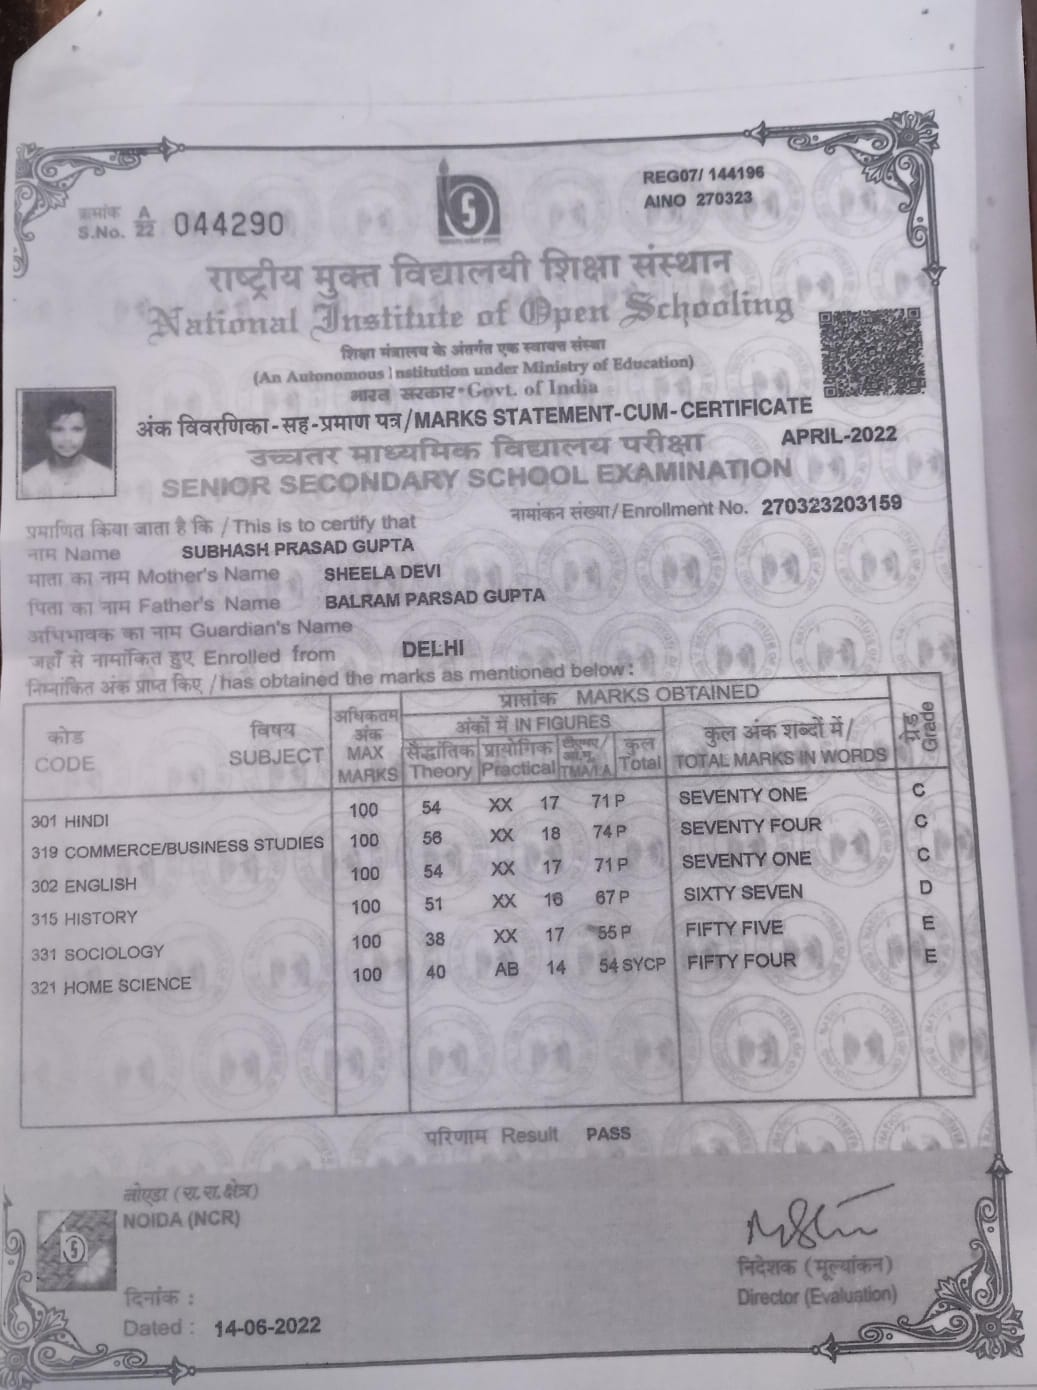 REG07/ 144196
AINO 270323
क्रमांक
S.No. A/22 044290
राष्ट्रीय मुक्त विद्यालयी शिक्षा संस्थान
National Institute of Open Schooling
शिक्षा मंत्रालय के अंतर्गत एक स्वायत्त संस्था
(An Autonomous Institution under Ministry of Education)
भारत सरकार・Govt. of India
अंक विवरणिका-सह-प्रमाण पत्र/MARKS STATEMENT-CUM-CERTIFICATE
उच्चतर माध्यमिक विद्यालय परीक्षा APRIL-2022
SENIOR SECONDARY SCHOOL EXAMINATION
नामांकन संख्या/Enrollment No. 270323203159
प्रमाणित किया जाता है कि /This is to certify that
नाम Name SUBHASH PRASAD GUPTA
माता का नाम Mother's Name SHEELA DEVI
पिता का नाम Father's Name BALRAM PARSAD GUPTA
अभिभावक का नाम Guardian's Name
जहाँ से नामांकित हुए Enrolled from DELHI
निम्नांकित अंक प्राप्त किए /has obtained the marks as mentioned below:
कोड CODE विषय SUBJECT अधिकतम अंक MAX MARKS प्राप्तांक MARKS OBTAINED ग्रेड Grade
अंकों में IN FIGURES कुल अंक शब्दों में/ TOTAL MARKS IN WORDS
सैद्धांतिक Theory प्रायोगिक Practical टीएमए/ TMA/I.A. कुल Total
301 HINDI 100 54 XX 17 71 P SEVENTY ONE C
319 COMMERCE/BUSINESS STUDIES 100 56 XX 18 74 P SEVENTY FOUR C
302 ENGLISH 100 54 XX 17 71 P SEVENTY ONE C
315 HISTORY 100 51 XX 16 67 P SIXTY SEVEN D
331 SOCIOLOGY 100 38 XX 17 55 P FIFTY FIVE E
321 HOME SCIENCE 100 40 AB 14 54 SYCP FIFTY FOUR E
परिणाम Result PASS
नोएडा (रा.रा.क्षेत्र)
NOIDA (NCR)
निदेशक (मूल्यांकन)
Director (Evaluation)
दिनांक :
Dated : 14-06-2022